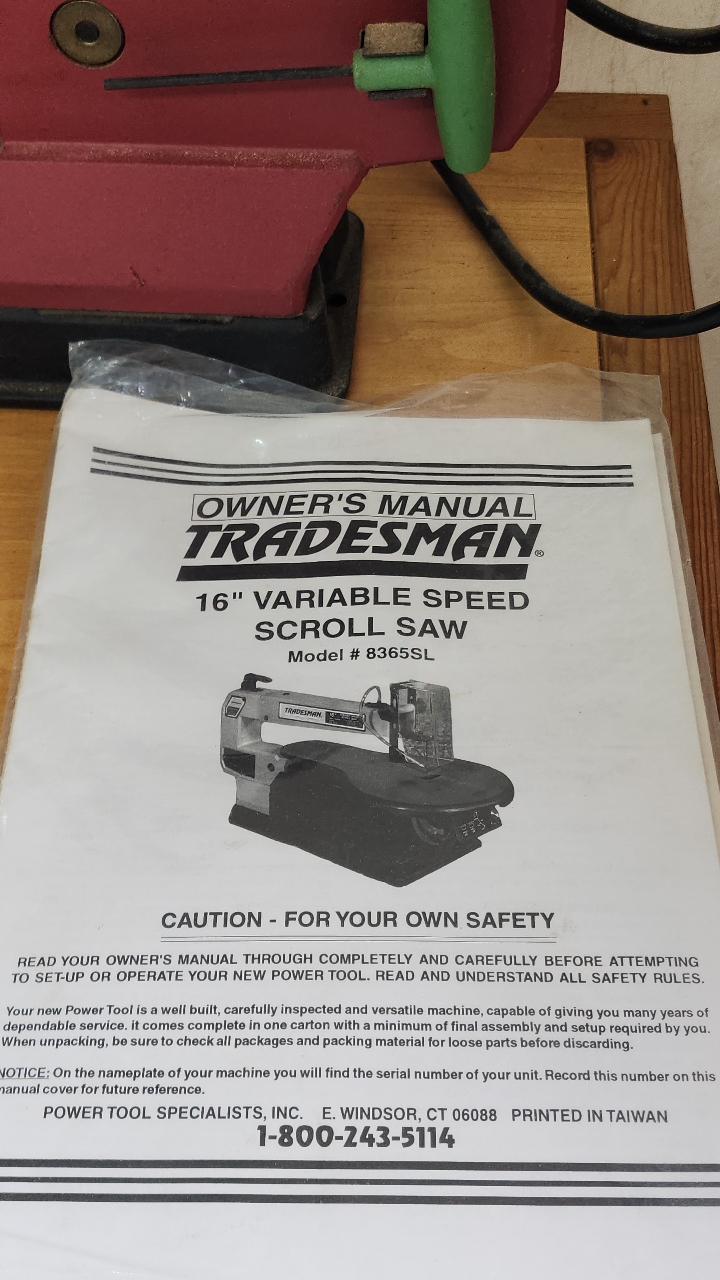 OWNER'S MANUAL
TRADESMAN®
16" VARIABLE SPEED
SCROLL SAW
Model # 8365SL
TRADESMAN
CAUTION - FOR YOUR OWN SAFETY
READ YOUR OWNER'S MANUAL THROUGH COMPLETELY AND CAREFULLY BEFORE ATTEMPTING
TO SET-UP OR OPERATE YOUR NEW POWER TOOL. READ AND UNDERSTAND ALL SAFETY RULES.
Your new Power Tool is a well built, carefully inspected and versatile machine, capable of giving you many years of
dependable service. it comes complete in one carton with a minimum of final assembly and setup required by you.
When unpacking, be sure to check all packages and packing material for loose parts before discarding.
NOTICE: On the nameplate of your machine you will find the serial number of your unit. Record this number on this
manual cover for future reference.
POWER TOOL SPECIALISTS, INC. E. WINDSOR, CT 06088 PRINTED IN TAIWAN
1-800-243-5114